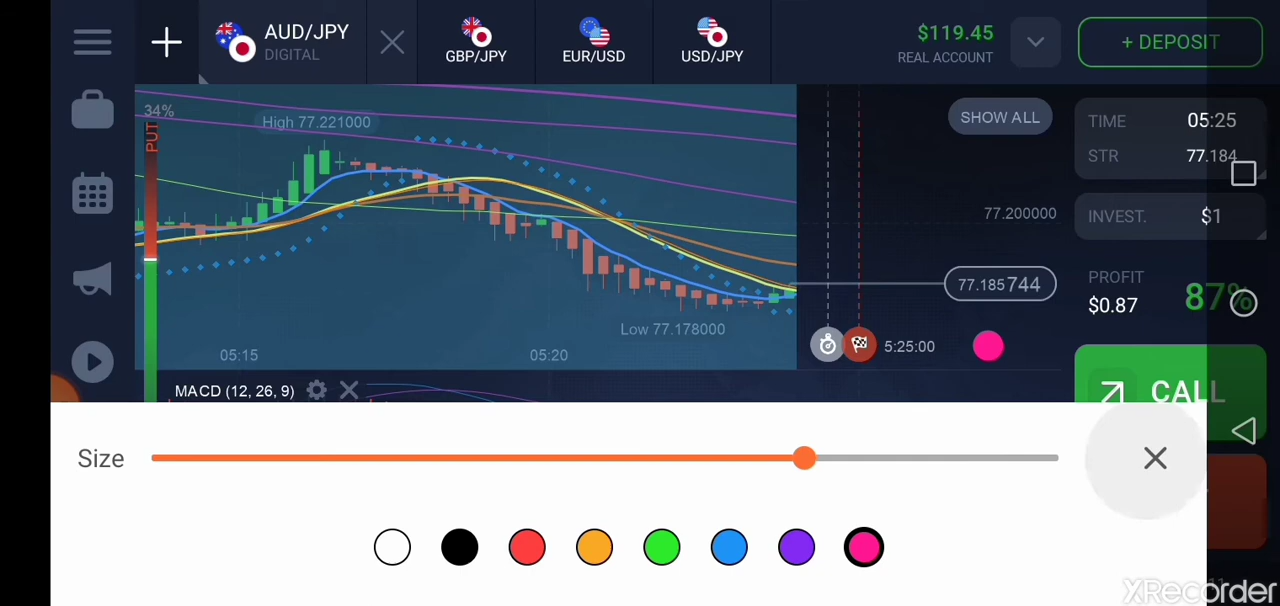 AUD/JPY
DIGITAL
GBP/JPY
EUR/USD
USD/JPY
$119.45
REAL ACCOUNT
+ DEPOSIT
34%
PUT
High 77.221000
SHOW ALL
TIME 05:25
STR 77.184
77.200000
INVEST. $1
77.185744
PROFIT
$0.87
87%
Low 77.178000
05:15
05:20
5:25:00
MACD (12, 26, 9)
CALL
Size
XRecorder